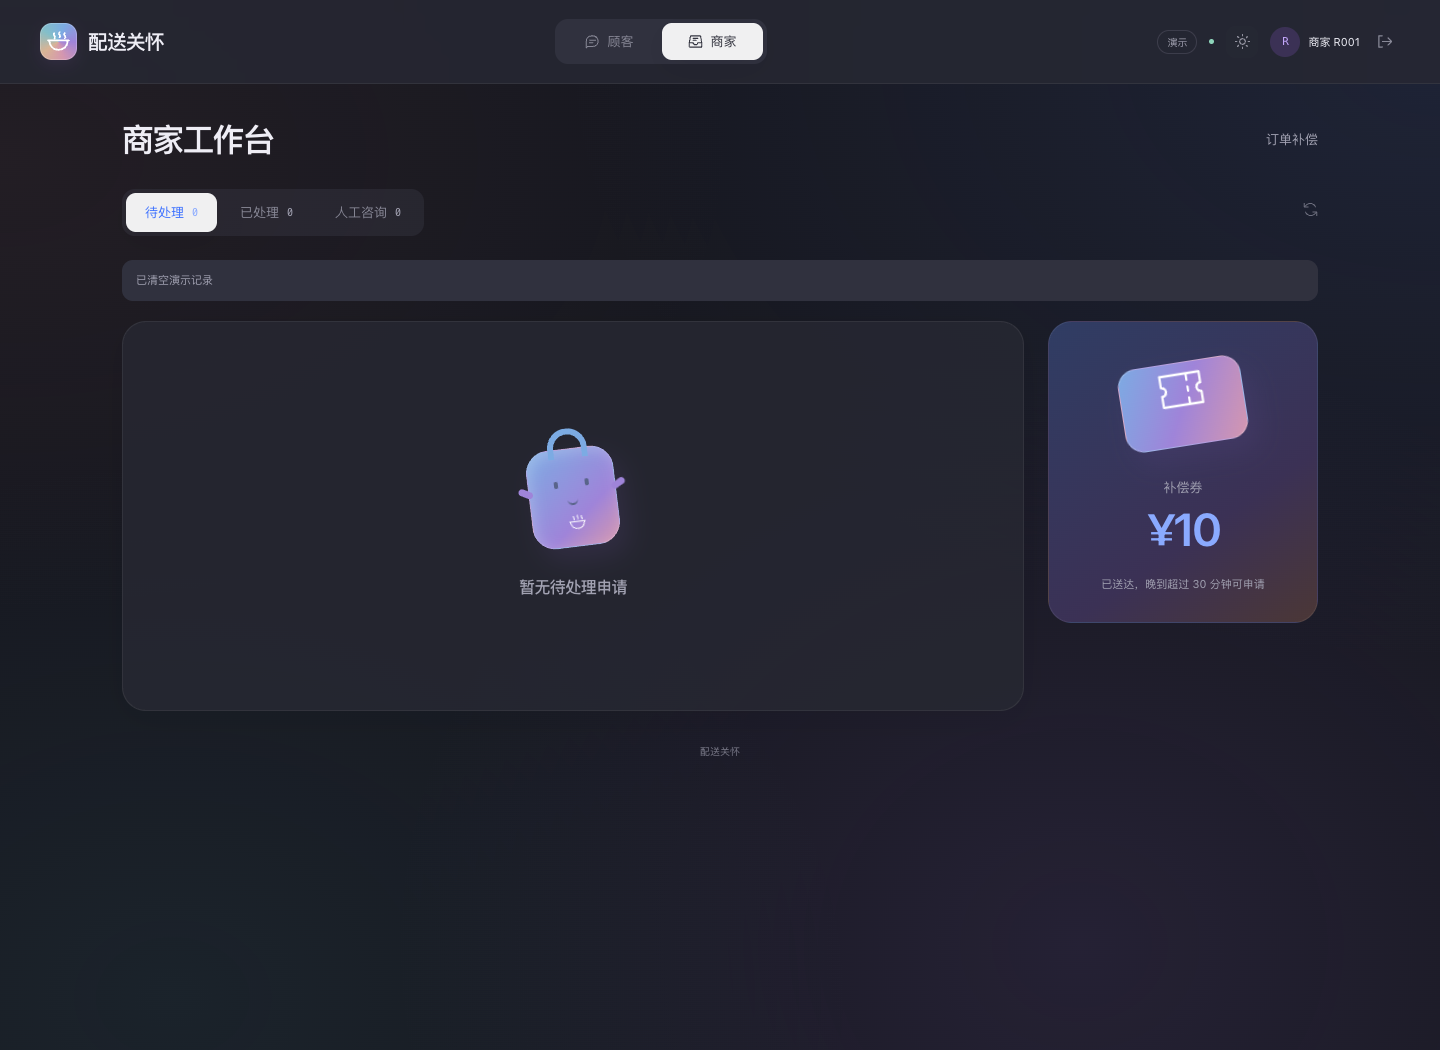 配送关怀
顾客
商家
演示
R
商家 R001
商家工作台
订单补偿
待处理 0
已处理 0
人工咨询 0
已清空演示记录
暂无待处理申请
补偿券
¥10
已送达，晚到超过 30 分钟可申请
配送关怀